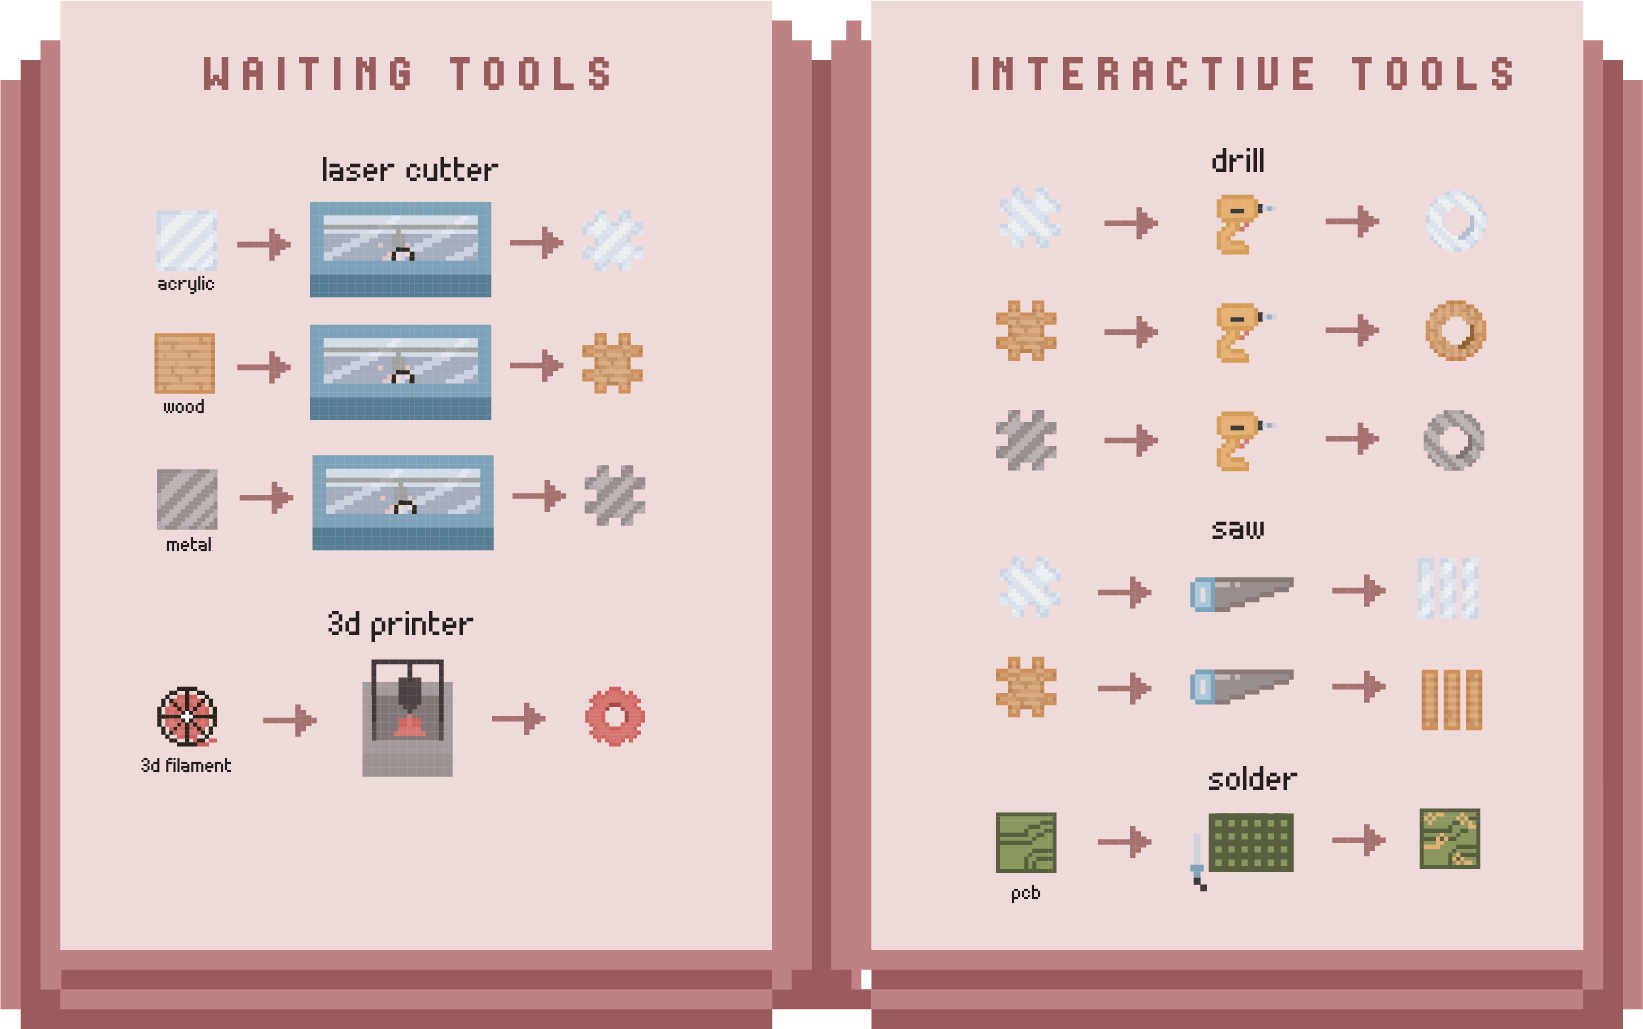 WAITING TOOLS
laser cutter
acrylic
wood
metal
3d printer
3d filament
INTERACTIVE TOOLS
drill
saw
solder
pcb